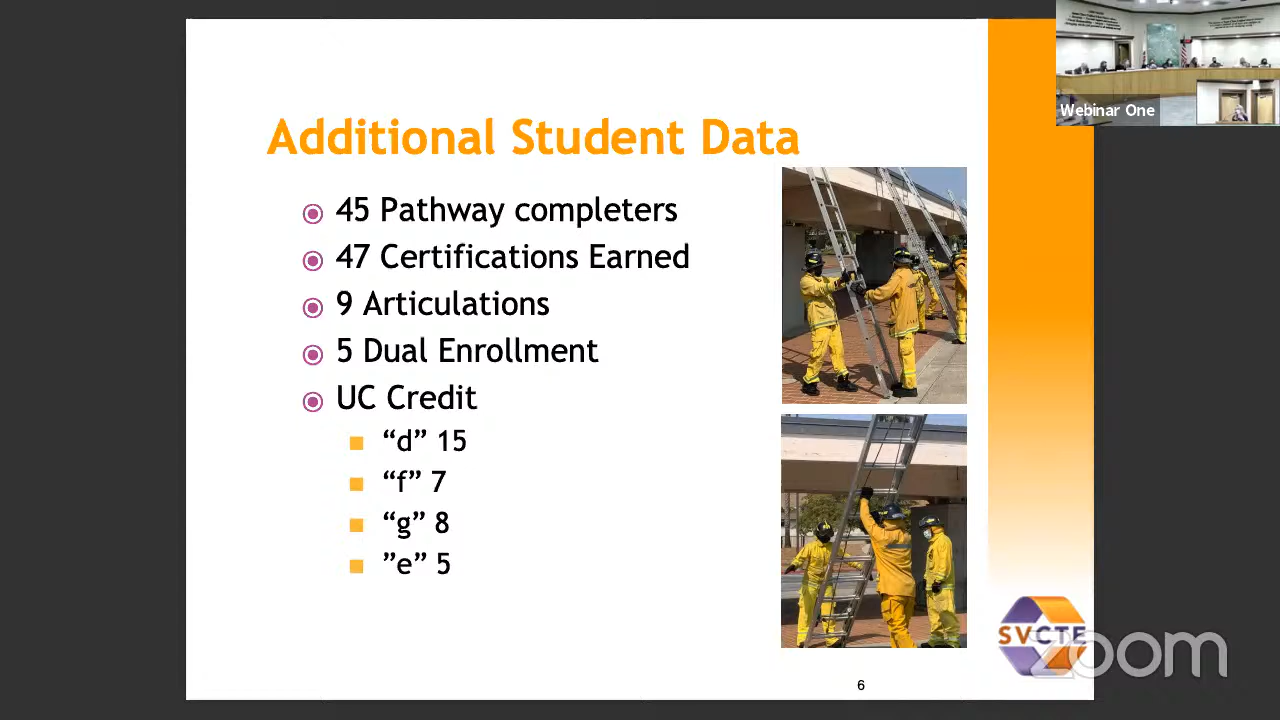 Additional Student Data
45 Pathway completers
47 Certifications Earned
9 Articulations
5 Dual Enrollment
UC Credit
“d” 15
“f” 7
“g” 8
”e” 5
6
SVCTE
zoom
Webinar One